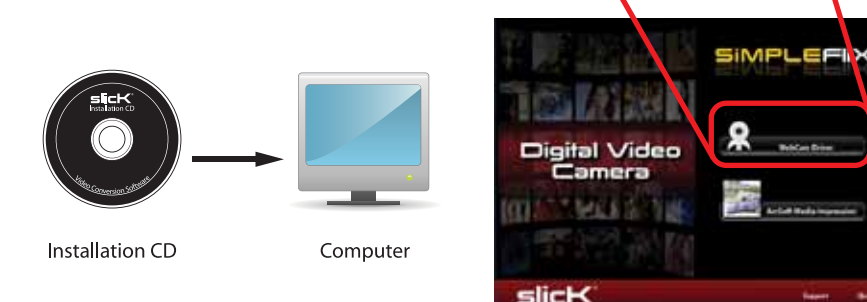 slick
Installation CD
Video Conversion Software
Installation CD
Computer
SiMPLEFLiX
Digital Video
Camera
WebCam Driver
ArcSoft Media Impression
slicK
Support